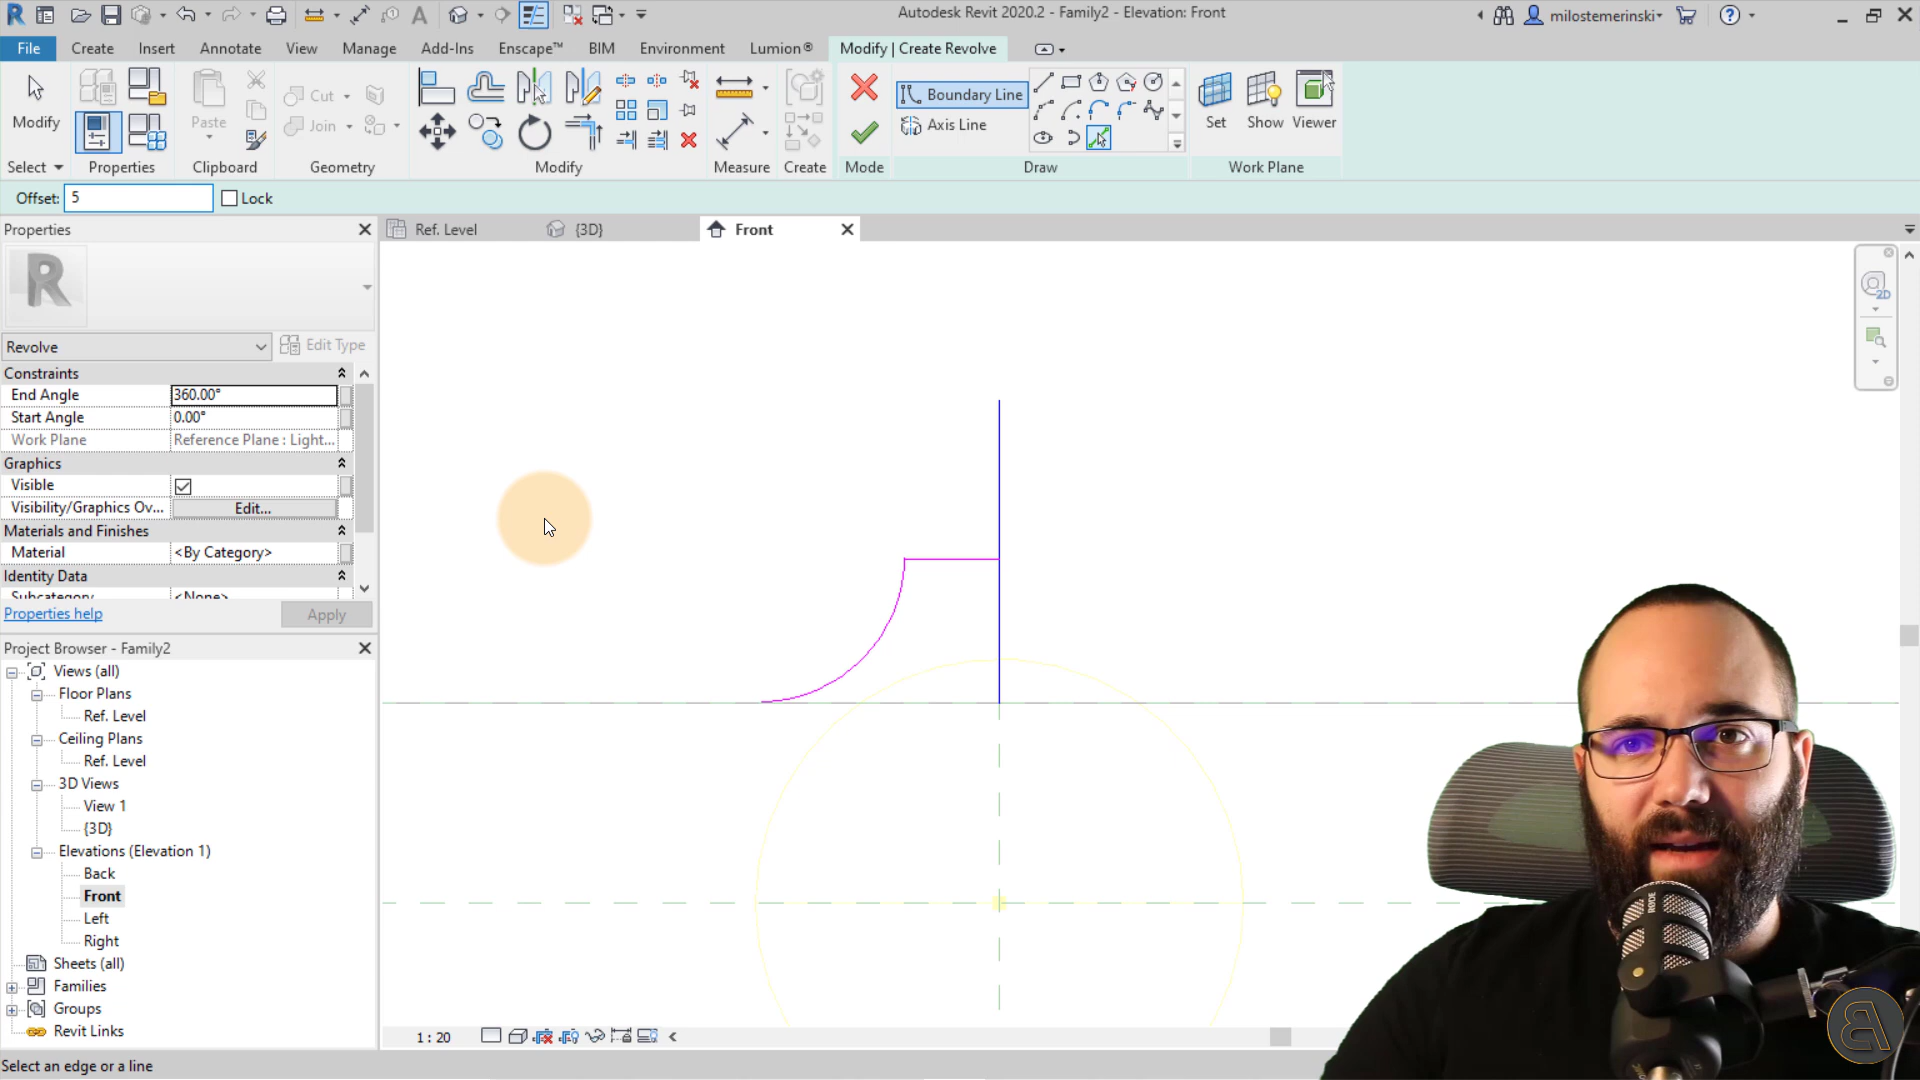 Autodesk Revit 2020.2 - Family2 - Elevation: Front
milostemerinski
File Create Insert Annotate View Manage Add-Ins Enscape™ BIM Environment Lumion® Modify | Create Revolve
Modify
Paste
Cut
Join
Boundary Line
Axis Line
Set Show Viewer
Select Properties Clipboard Geometry Modify Measure Create Mode Draw Work Plane
Offset: 5 Lock
Properties
Ref. Level {3D} Front
2D
R
Revolve Edit Type
Constraints
End Angle 360.00°
Start Angle 0.00°
Work Plane Reference Plane : Light...
Graphics
Visible
Visibility/Graphics Ov... Edit...
Materials and Finishes
Material <By Category>
Identity Data
Subcategory <None>
Properties help Apply
Project Browser - Family2
Views (all)
Floor Plans
Ref. Level
Ceiling Plans
Ref. Level
3D Views
View 1
{3D}
Elevations (Elevation 1)
Back
Front
Left
Right
Sheets (all)
Families
Groups
Revit Links
1 : 20
Select an edge or a line
RØDE